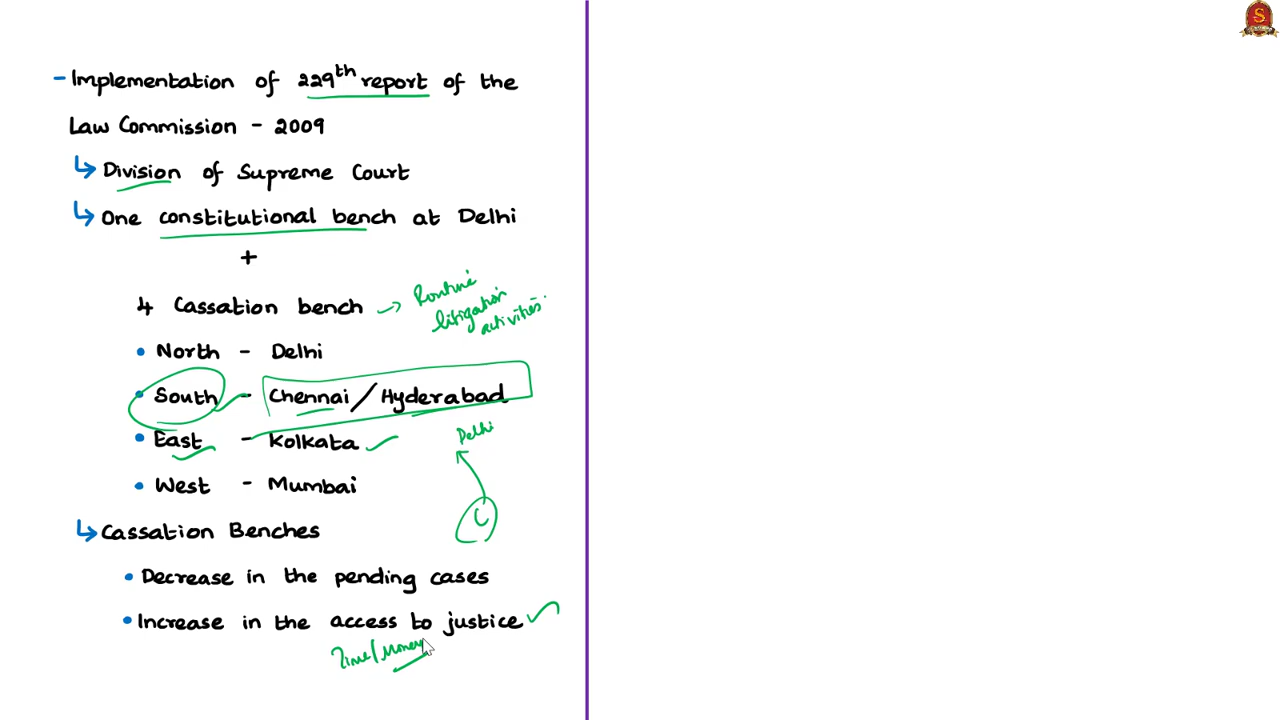 - Implementation of 229th report of the
Law Commission - 2009
↳ Division of Supreme Court
↳ One constitutional bench at Delhi
+
4 Cassation bench → Routine
litigation
activities
• North - Delhi
• South - Chennai / Hyderabad
• East - Kolkata
Delhi
• West - Mumbai
↳ Cassation Benches
• Decrease in the pending cases
• Increase in the access to justice
Time/Money